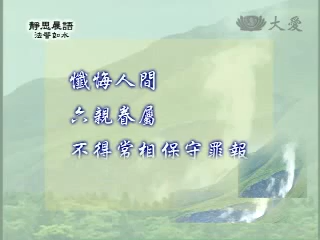 靜思晨語
法譬如水
大愛
懺悔人間
六親眷屬
不得常相保守罪報